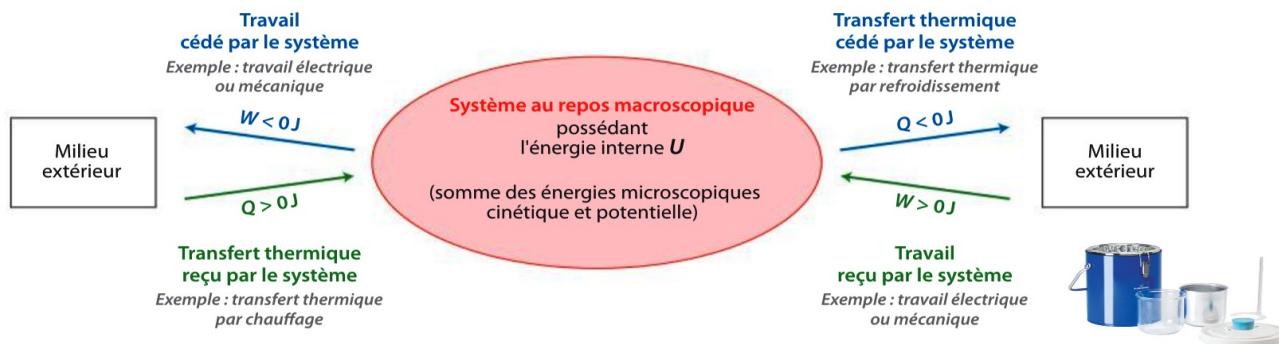 Travail
cédé par le système
Exemple : travail électrique
ou mécanique
W < 0 J
Milieu
extérieur
Q > 0 J
Transfert thermique
reçu par le système
Exemple : transfert thermique
par chauffage
Système au repos macroscopique
possédant
l'énergie interne U
(somme des énergies microscopiques
cinétique et potentielle)
Transfert thermique
cédé par le système
Exemple : transfert thermique
par refroidissement
Q < 0 J
Milieu
extérieur
W > 0 J
Travail
reçu par le système
Exemple : travail électrique
ou mécanique